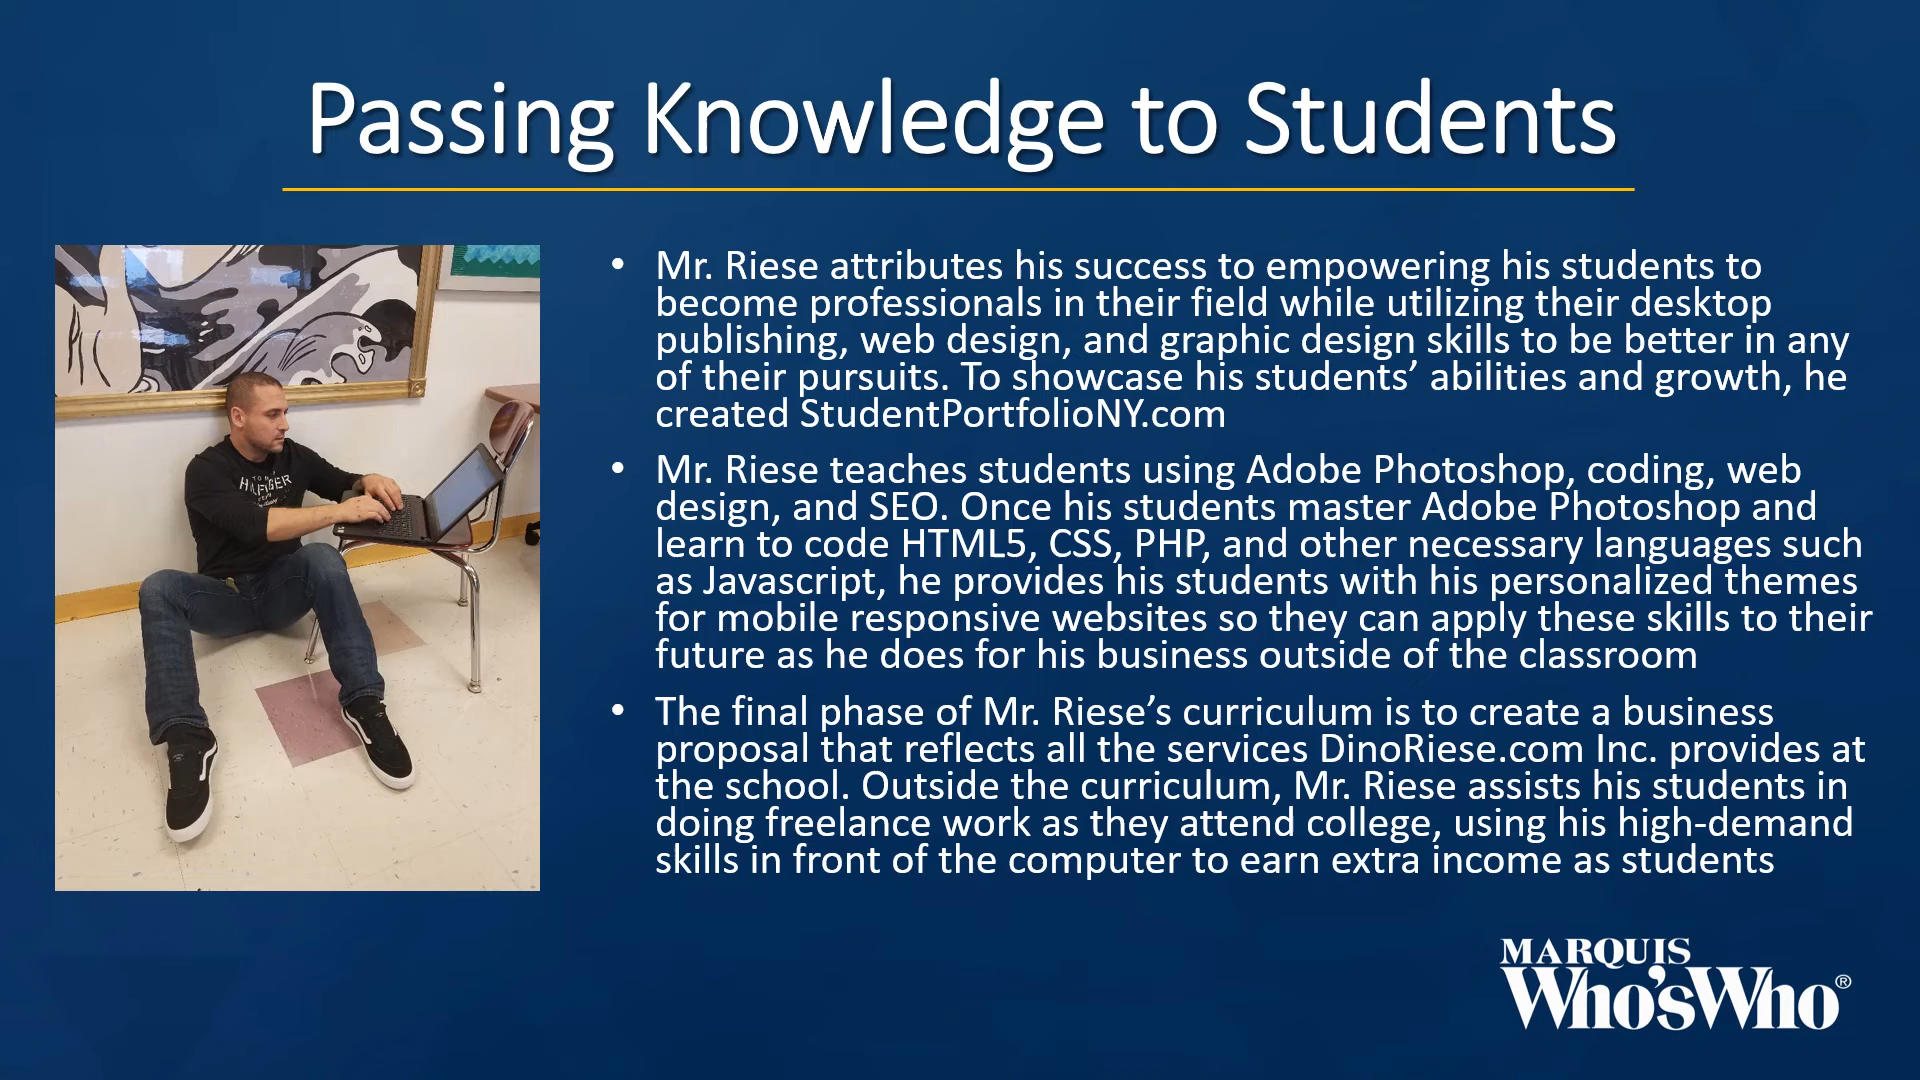 Passing Knowledge to Students
• Mr. Riese attributes his success to empowering his students to
become professionals in their field while utilizing their desktop
publishing, web design, and graphic design skills to be better in any
of their pursuits. To showcase his students’ abilities and growth, he
created StudentPortfolioNY.com
• Mr. Riese teaches students using Adobe Photoshop, coding, web
design, and SEO. Once his students master Adobe Photoshop and
learn to code HTML5, CSS, PHP, and other necessary languages such
as Javascript, he provides his students with his personalized themes
for mobile responsive websites so they can apply these skills to their
future as he does for his business outside of the classroom
• The final phase of Mr. Riese’s curriculum is to create a business
proposal that reflects all the services DinoRiese.com Inc. provides at
the school. Outside the curriculum, Mr. Riese assists his students in
doing freelance work as they attend college, using his high-demand
skills in front of the computer to earn extra income as students
HILFIGER
MARQUIS
Who’sWho®